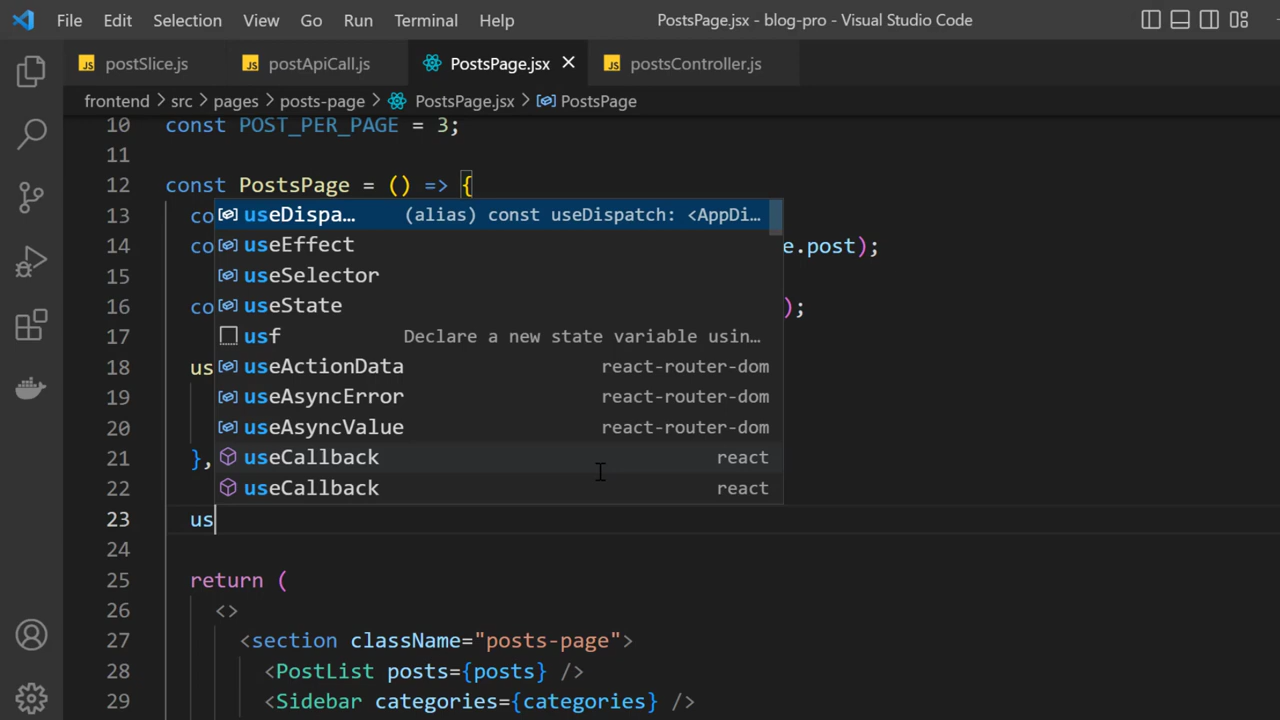 File Edit Selection View Go Run Terminal Help PostsPage.jsx - blog-pro - Visual Studio Code
JS postSlice.js JS postApiCall.js PostsPage.jsx JS postsController.js
frontend > src > pages > posts-page > PostsPage.jsx > PostsPage
10 const POST_PER_PAGE = 3;
11
12 const PostsPage = () => {
13 co
useDispa… (alias) const useDispatch: <AppDi…
14 co e.post);
useEffect
15
useSelector
16 co );
useState
17
usf Declare a new state variable usin…
18 us
useActionData react-router-dom
19
useAsyncError react-router-dom
20
useAsyncValue react-router-dom
21 },
useCallback react
22
useCallback react
23 us
24
25 return (
26 <>
27 <section className="posts-page">
28 <PostList posts={posts} />
29 <Sidebar categories={categories} />